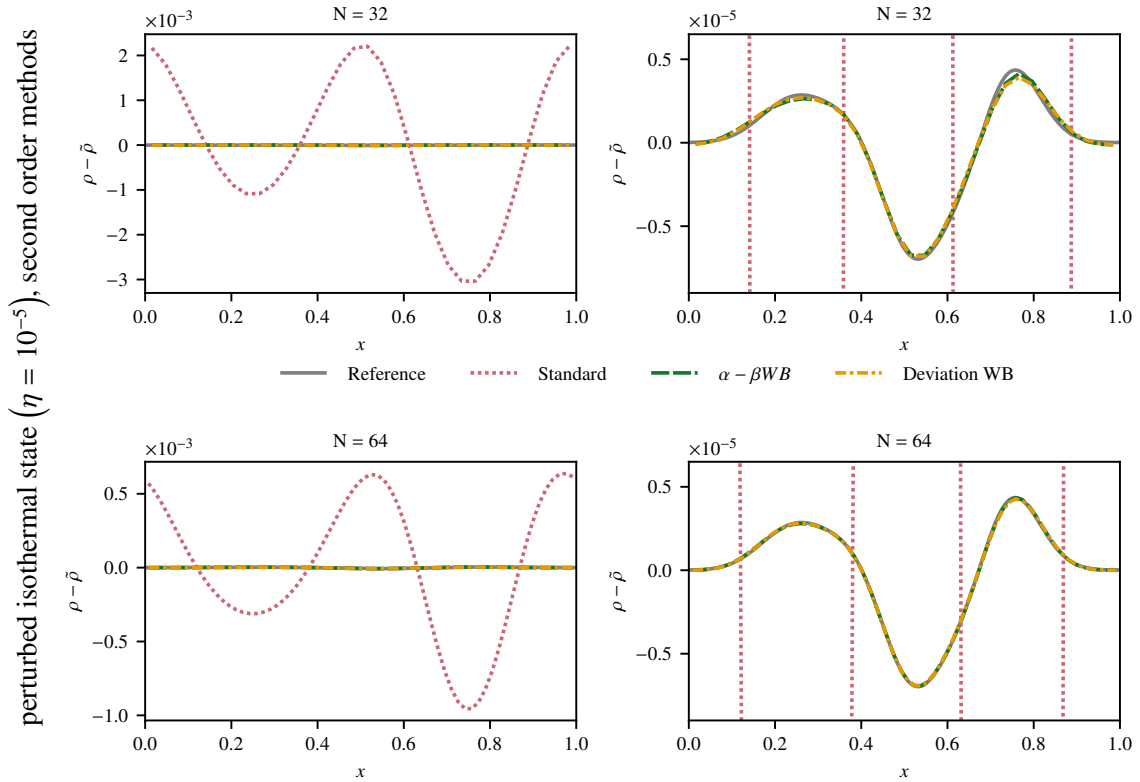 perturbed isothermal state (η = 10⁻⁵), second order methods
N = 32
×10⁻³
ρ − ρ̃
2
1
0
−1
−2
−3
0.0 0.2 0.4 0.6 0.8 1.0
x
N = 32
×10⁻⁵
ρ − ρ̃
0.5
0.0
−0.5
0.0 0.2 0.4 0.6 0.8 1.0
x
Reference Standard α − βWB Deviation WB
N = 64
×10⁻³
ρ − ρ̃
0.5
0.0
−0.5
−1.0
0.0 0.2 0.4 0.6 0.8 1.0
x
N = 64
×10⁻⁵
ρ − ρ̃
0.5
0.0
−0.5
0.0 0.2 0.4 0.6 0.8 1.0
x